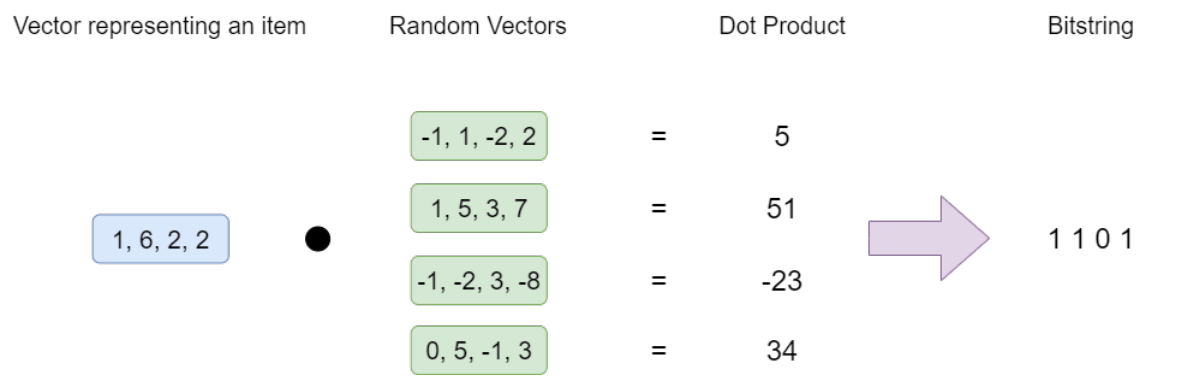 Vector representing an item Random Vectors Dot Product Bitstring
-1, 1, -2, 2 = 5
1, 5, 3, 7 = 51
1, 6, 2, 2 1 1 0 1
-1, -2, 3, -8 = -23
0, 5, -1, 3 = 34